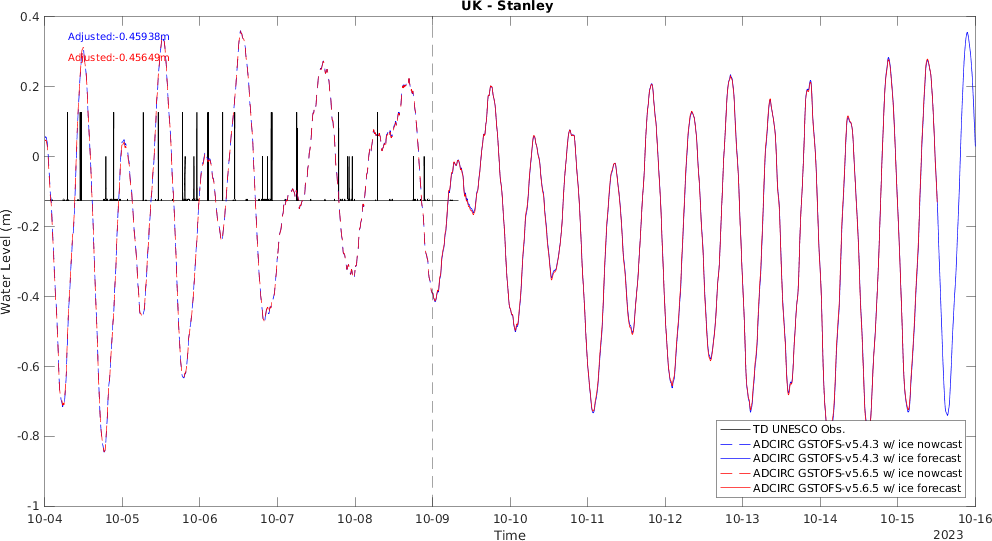 UK - Stanley
Adjusted:-0.45938m
Adjusted:-0.45649m
0.4
0.2
0
-0.2
-0.4
-0.6
-0.8
-1
Water Level (m)
TD UNESCO Obs.
ADCIRC GSTOFS-v5.4.3 w/ ice nowcast
ADCIRC GSTOFS-v5.4.3 w/ ice forecast
ADCIRC GSTOFS-v5.6.5 w/ ice nowcast
ADCIRC GSTOFS-v5.6.5 w/ ice forecast
10-04 10-05 10-06 10-07 10-08 10-09 10-10 10-11 10-12 10-13 10-14 10-15 10-16
Time
2023